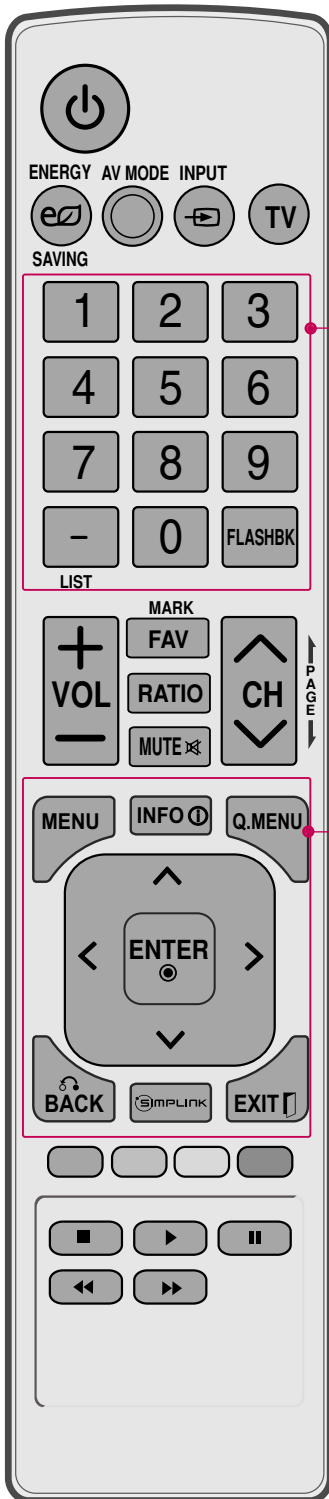 ENERGY AV MODE INPUT
TV
SAVING
1 2 3
4 5 6
7 8 9
- 0 FLASHBK
LIST
MARK
FAV
VOL RATIO CH
PAGE
MUTE
MENU INFO Q.MENU
ENTER
BACK SIMPLINK EXIT